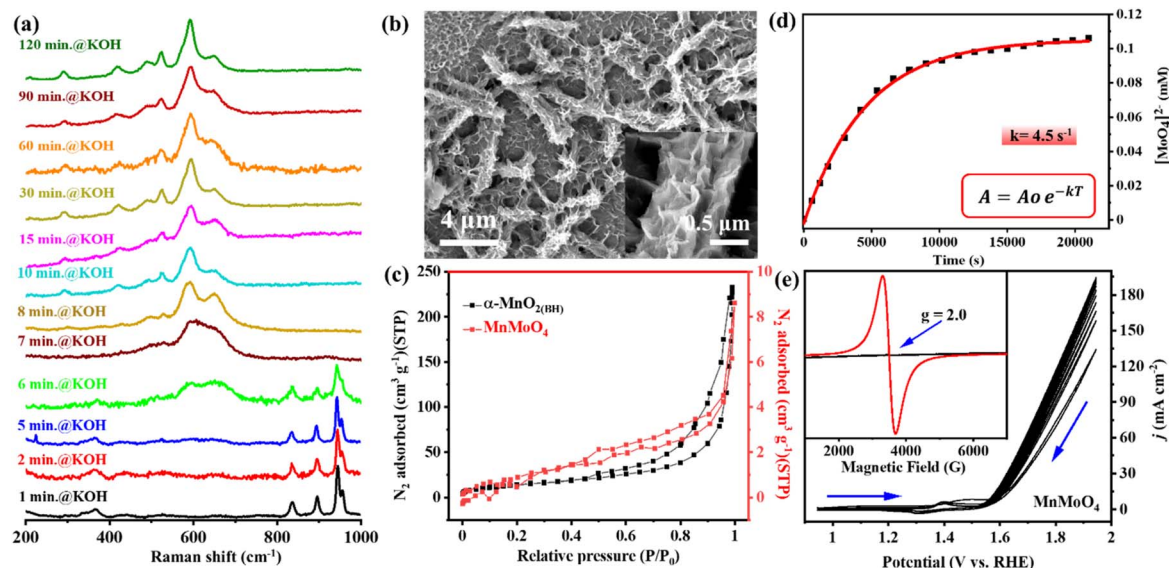 (a)
120 min.@KOH
90 min.@KOH
60 min.@KOH
30 min.@KOH
15 min.@KOH
10 min.@KOH
8 min.@KOH
7 min.@KOH
6 min.@KOH
5 min.@KOH
2 min.@KOH
1 min.@KOH
200 400 600 800 1000
Raman shift (cm⁻¹)
(b)
4 μm
0.5 μm
(c)
250
200
150
100
50
0
N₂ adsorbed (cm³ g⁻¹)(STP)
α-MnO₂(BH)
MnMoO₄
10
8
6
4
2
0
N₂ adsorbed (cm³ g⁻¹)(STP)
0 0.2 0.4 0.6 0.8 1
Relative pressure (P/P₀)
(d)
0.12
0.1
0.08
0.06
0.04
0.02
0
[MoO₄]²⁻ (mM)
k= 4.5 s⁻¹
A = Ao e⁻ᵏᵀ
0 5000 10000 15000 20000
Time (s)
(e)
g = 2.0
2000 4000 6000
Magnetic Field (G)
180
150
120
90
60
30
0
j (mA cm⁻²)
MnMoO₄
1 1.2 1.4 1.6 1.8 2
Potential (V vs. RHE)